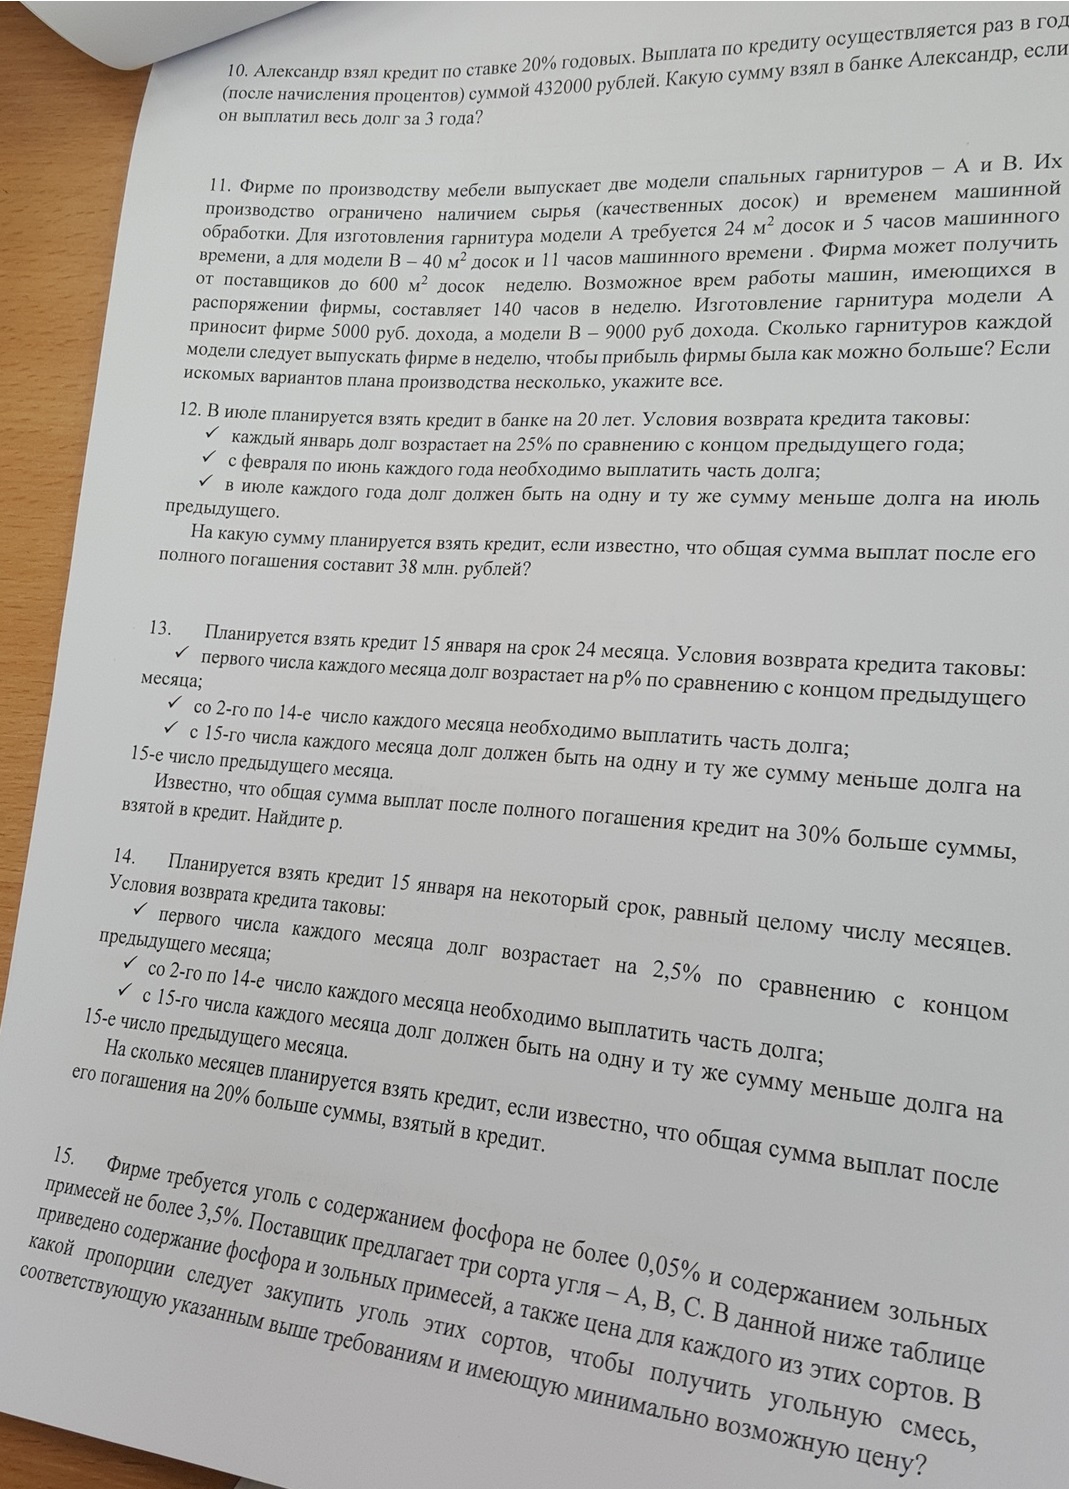 10. Александр взял кредит по ставке 20% годовых. Выплата по кредиту осуществляется раз в год
(после начисления процентов) суммой 432000 рублей. Какую сумму взял в банке Александр, если
он выплатил весь долг за 3 года?
11. Фирме по производству мебели выпускает две модели спальных гарнитуров – А и В. Их
производство ограничено наличием сырья (качественных досок) и временем машинной
обработки. Для изготовления гарнитура модели А требуется 24 м² досок и 5 часов машинного
времени, а для модели В – 40 м² досок и 11 часов машинного времени . Фирма может получить
от поставщиков до 600 м² досок неделю. Возможное врем работы машин, имеющихся в
распоряжении фирмы, составляет 140 часов в неделю. Изготовление гарнитура модели А
приносит фирме 5000 руб. дохода, а модели В – 9000 руб дохода. Сколько гарнитуров каждой
модели следует выпускать фирме в неделю, чтобы прибыль фирмы была как можно больше? Если
искомых вариантов плана производства несколько, укажите все.
12. В июле планируется взять кредит в банке на 20 лет. Условия возврата кредита таковы:
✓ каждый январь долг возрастает на 25% по сравнению с концом предыдущего года;
✓ с февраля по июнь каждого года необходимо выплатить часть долга;
✓ в июле каждого года долг должен быть на одну и ту же сумму меньше долга на июль
предыдущего.
На какую сумму планируется взять кредит, если известно, что общая сумма выплат после его
полного погашения составит 38 млн. рублей?
13. Планируется взять кредит 15 января на срок 24 месяца. Условия возврата кредита таковы:
✓ первого числа каждого месяца долг возрастает на р% по сравнению с концом предыдущего
месяца;
✓ со 2-го по 14-е число каждого месяца необходимо выплатить часть долга;
✓ с 15-го числа каждого месяца долг должен быть на одну и ту же сумму меньше долга на
15-е число предыдущего месяца.
Известно, что общая сумма выплат после полного погашения кредит на 30% больше суммы,
взятой в кредит. Найдите р.
14. Планируется взять кредит 15 января на некоторый срок, равный целому числу месяцев.
Условия возврата кредита таковы:
✓ первого числа каждого месяца долг возрастает на 2,5% по сравнению с концом
предыдущего месяца;
✓ со 2-го по 14-е число каждого месяца необходимо выплатить часть долга;
✓ с 15-го числа каждого месяца долг должен быть на одну и ту же сумму меньше долга на
15-е число предыдущего месяца.
На сколько месяцев планируется взять кредит, если известно, что общая сумма выплат после
его погашения на 20% больше суммы, взятый в кредит.
15. Фирме требуется уголь с содержанием фосфора не более 0,05% и содержанием зольных
примесей не более 3,5%. Поставщик предлагает три сорта угля – А, В, С. В данной ниже таблице
приведено содержание фосфора и зольных примесей, а также цена для каждого из этих сортов. В
какой пропорции следует закупить уголь этих сортов, чтобы получить угольную смесь,
соответствующую указанным выше требованиям и имеющую минимально возможную цену?